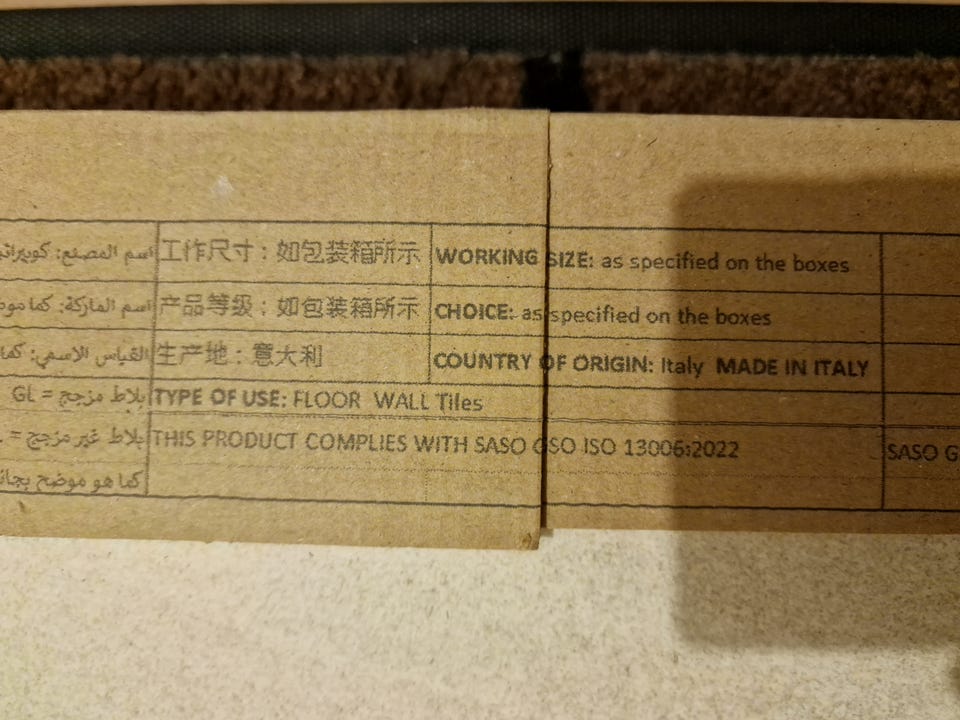 اسم المصنع: 工作尺寸：如包装箱所示 WORKING SIZE: as specified on the boxes
اسم الماركة: 产品等级：如包装箱所示 CHOICE: as specified on the boxes
القياس الاسمي: 生产地：意大利 COUNTRY OF ORIGIN: Italy MADE IN ITALY
بلاط مزجج = GL TYPE OF USE: FLOOR WALL Tiles
بلاط غير مزجج = THIS PRODUCT COMPLIES WITH SASO GSO ISO 13006:2022 SASO
كما هو موضح